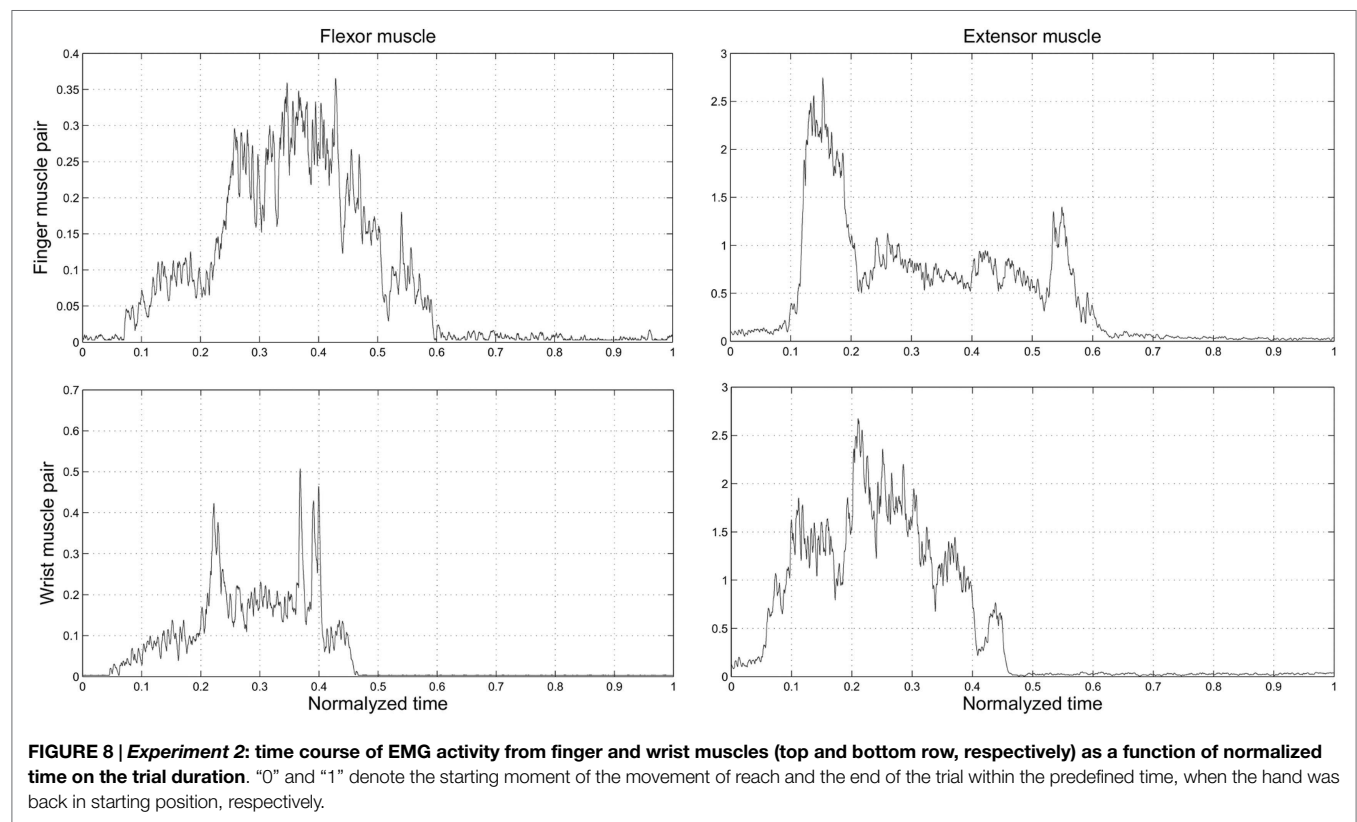 Flexor muscle
Extensor muscle
Finger muscle pair
0.4
0.35
0.3
0.25
0.2
0.15
0.1
0.05
0
0 0.1 0.2 0.3 0.4 0.5 0.6 0.7 0.8 0.9 1
3
2.5
2
1.5
1
0.5
0
0 0.1 0.2 0.3 0.4 0.5 0.6 0.7 0.8 0.9 1
Wrist muscle pair
0.7
0.6
0.5
0.4
0.3
0.2
0.1
0
0 0.1 0.2 0.3 0.4 0.5 0.6 0.7 0.8 0.9 1
Normalyzed time
3
2.5
2
1.5
1
0.5
0
0 0.1 0.2 0.3 0.4 0.5 0.6 0.7 0.8 0.9 1
Normalyzed time
FIGURE 8 | Experiment 2: time course of EMG activity from finger and wrist muscles (top and bottom row, respectively) as a function of normalized
time on the trial duration. “0” and “1” denote the starting moment of the movement of reach and the end of the trial within the predefined time, when the hand was
back in starting position, respectively.